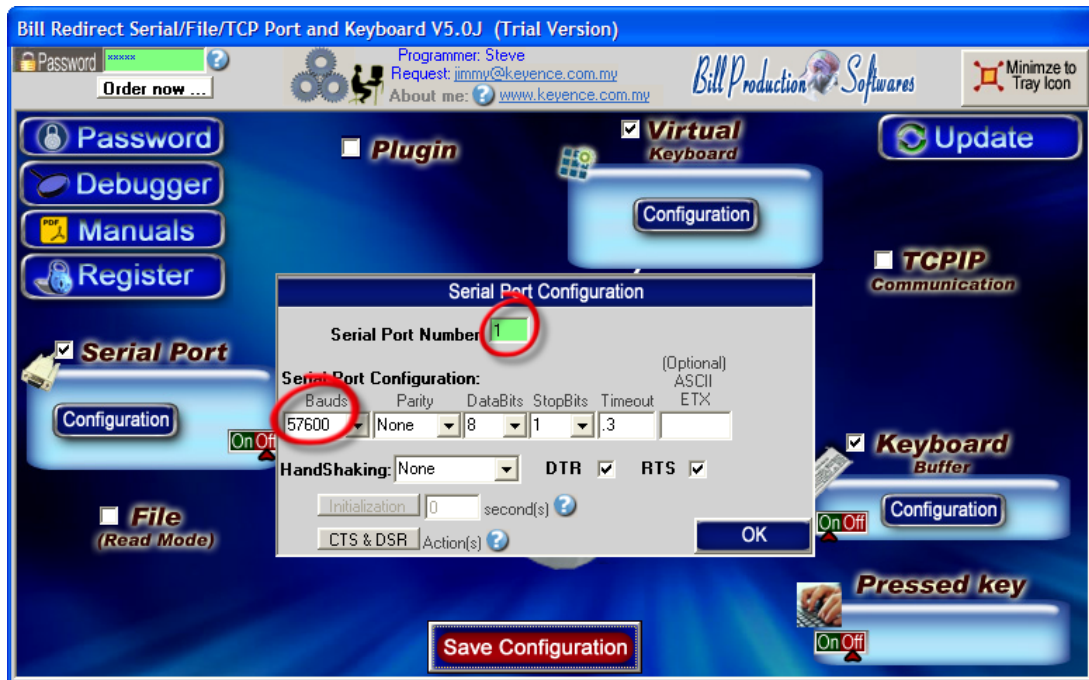 Bill Redirect Serial/File/TCP Port and Keyboard V5.0J (Trial Version)
Password xxxxx ?
Order now ...
Programmer: Steve
Request: jimmy@keyence.com.my
About me: ? www.keyence.com.my
Bill Production Softwares
Minimze to
Tray Icon
Password
Debugger
PDF Manuals
Register
Plugin
Virtual
Keyboard
Configuration
Update
TCPIP
Communication
Serial Port
Configuration
On Off
File
(Read Mode)
Serial Port Configuration
Serial Port Number 1
Serial Port Configuration:
(Optional)
ASCII
Bauds Parity DataBits StopBits Timeout ETX
57600 None 8 1 .3
HandShaking: None DTR RTS
Initialization 0 second(s) ?
CTS & DSR Action(s) ?
OK
Keyboard
Buffer
Configuration
On Off
Pressed key
On Off
Save Configuration